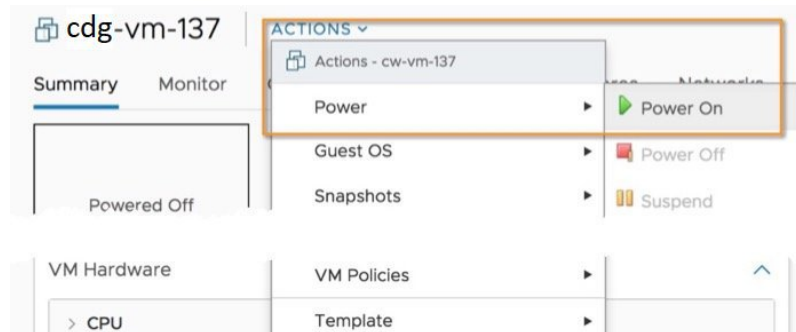 cdg-vm-137 ACTIONS
Actions - cw-vm-137
Summary Monitor Networks
Power Power On
Guest OS Power Off
Snapshots Suspend
Powered Off
VM Hardware VM Policies
> CPU Template